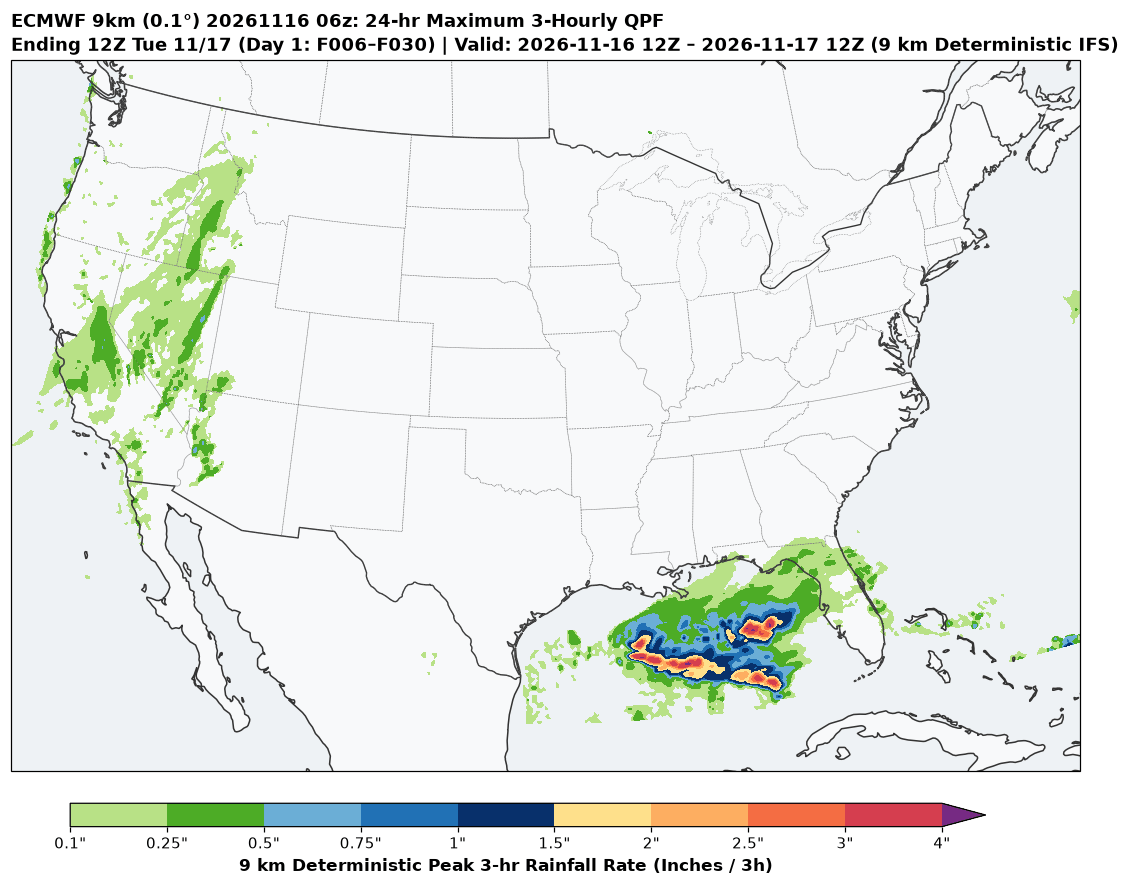 ECMWF 9km (0.1°) 20261116 06z: 24-hr Maximum 3-Hourly QPF
Ending 12Z Tue 11/17 (Day 1: F006–F030) | Valid: 2026-11-16 12Z – 2026-11-17 12Z (9 km Deterministic IFS)
0.1" 0.25" 0.5" 0.75" 1" 1.5" 2" 2.5" 3" 4"
9 km Deterministic Peak 3-hr Rainfall Rate (Inches / 3h)